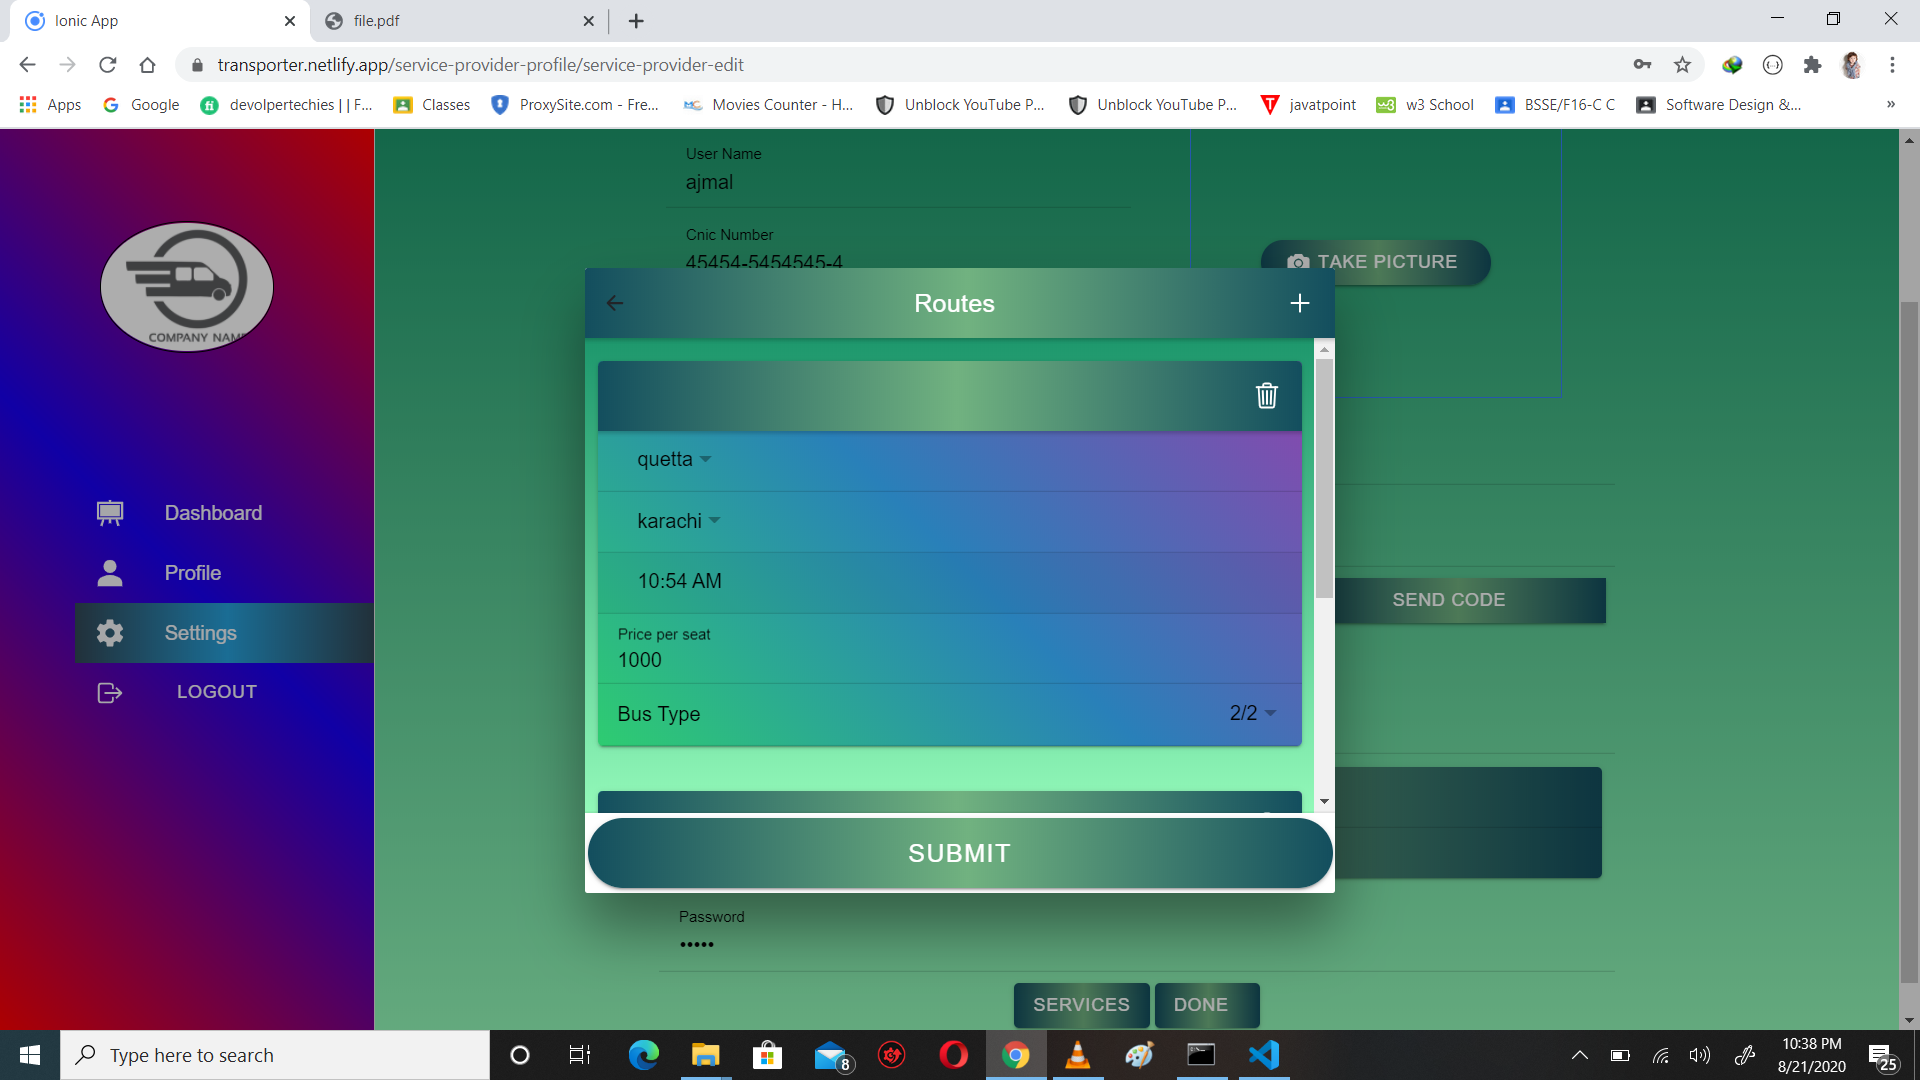 Ionic App
file.pdf
transporter.netlify.app/service-provider-profile/service-provider-edit
Apps
Google
devolpertechies | | F...
Classes
ProxySite.com - Fre...
Movies Counter - H...
Unblock YouTube P...
Unblock YouTube P...
javatpoint
w3 School
BSSE/F16-C C
Software Design &...
»
COMPANY NAM
Dashboard
Profile
Settings
LOGOUT
User Name
ajmal
Cnic Number
45454-5454545-4
TAKE PICTURE
Routes
quetta
karachi
10:54 AM
Price per seat
1000
Bus Type
2/2
SUBMIT
SEND CODE
Password
•••••
SERVICES
DONE
Type here to search
8
10:38 PM
8/21/2020
25